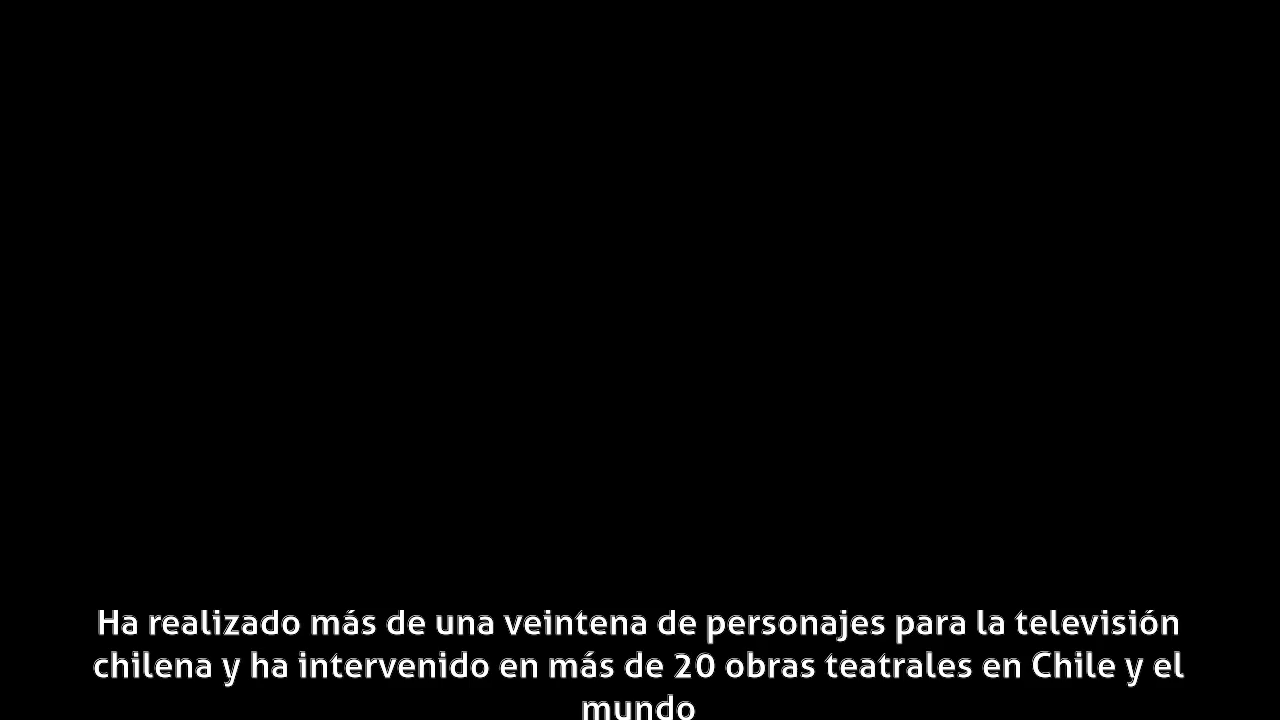 Ha realizado más de una veintena de personajes para la televisión
chilena y ha intervenido en más de 20 obras teatrales en Chile y el
mundo